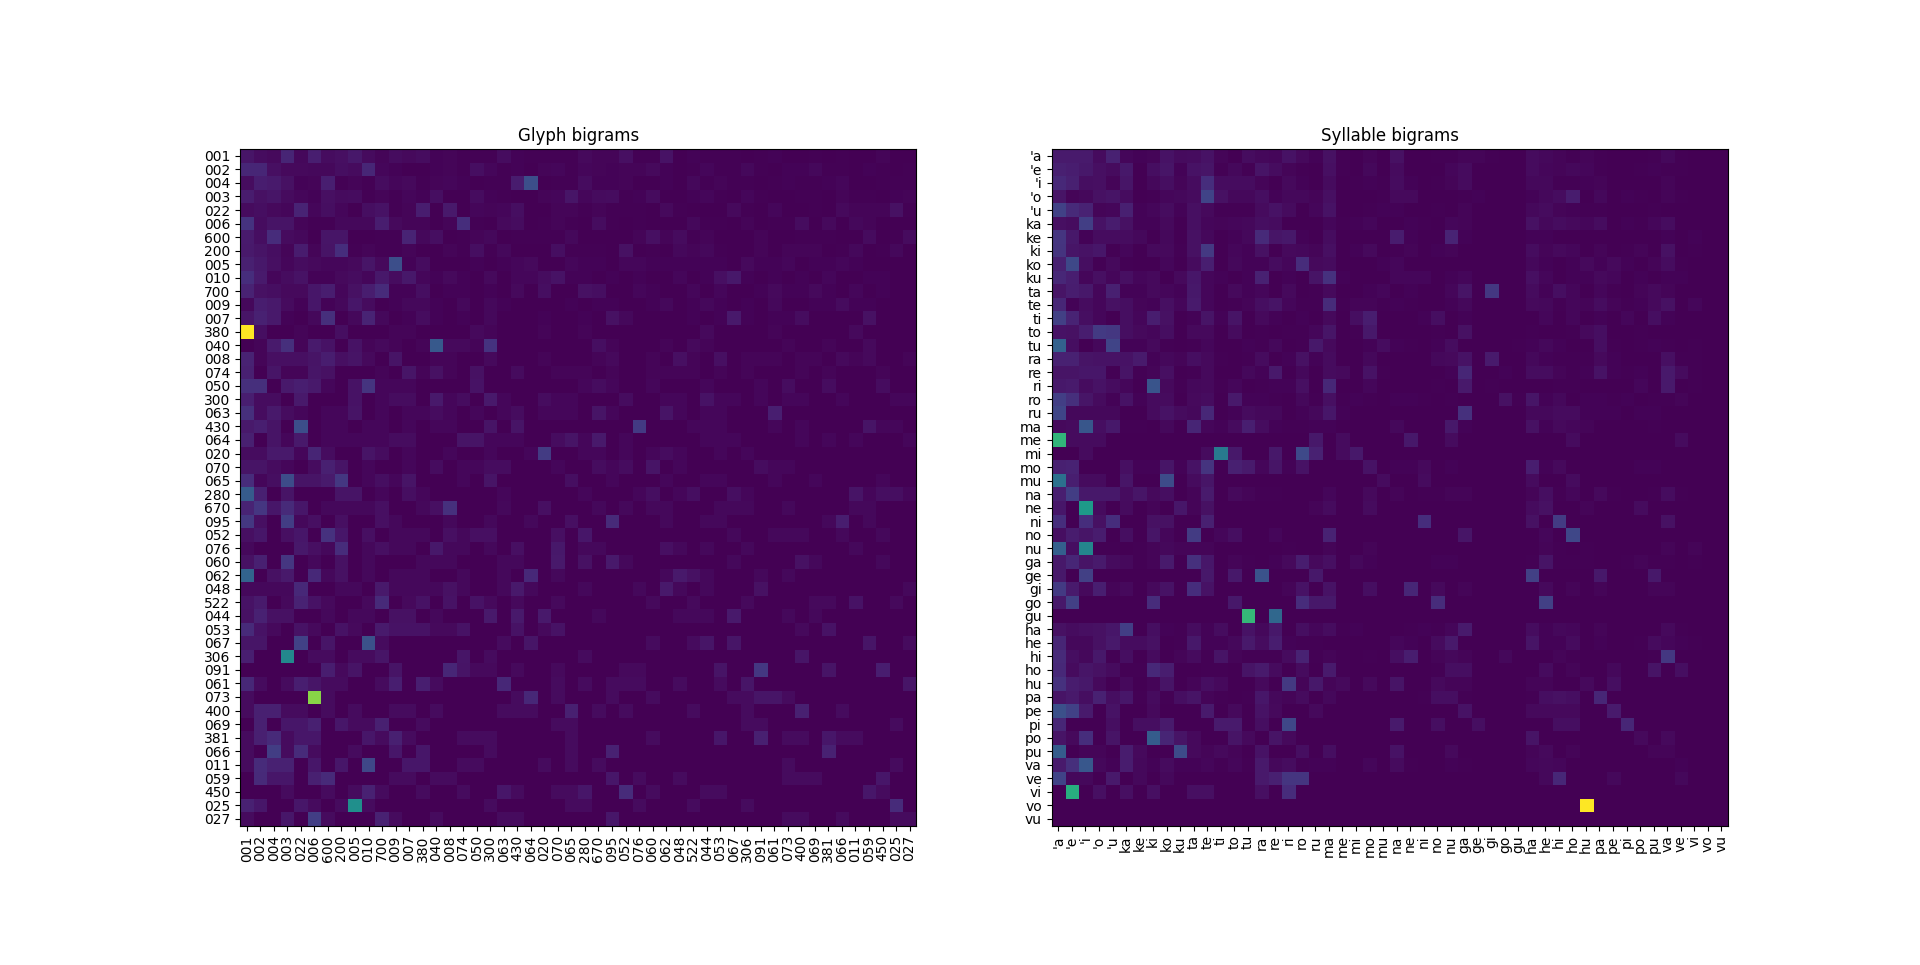 Glyph bigrams
001
002
004
003
022
006
600
200
005
010
700
009
007
380
040
008
074
050
300
063
430
064
020
070
065
280
670
095
052
076
060
062
048
522
044
053
067
306
091
061
073
400
069
381
066
011
059
450
025
027
001 002 004 003 022 006 600 200 005 010 700 009 007 380 040 008 074 050 300 063 430 064 020 070 065 280 670 095 052 076 060 062 048 522 044 053 067 306 091 061 073 400 069 381 066 011 059 450 025 027
Syllable bigrams
'a
'e
'i
'o
'u
ka
ke
ki
ko
ku
ta
te
ti
to
tu
ra
re
ri
ro
ru
ma
me
mi
mo
mu
na
ne
ni
no
nu
ga
ge
gi
go
gu
ha
he
hi
ho
hu
pa
pe
pi
po
pu
va
ve
vi
vo
vu
'a 'e 'i 'o 'u ka ke ki ko ku ta te ti to tu ra re ri ro ru ma me mi mo mu na ne ni no nu ga ge gi go gu ha he hi ho hu pa pe pi po pu va ve vi vo vu